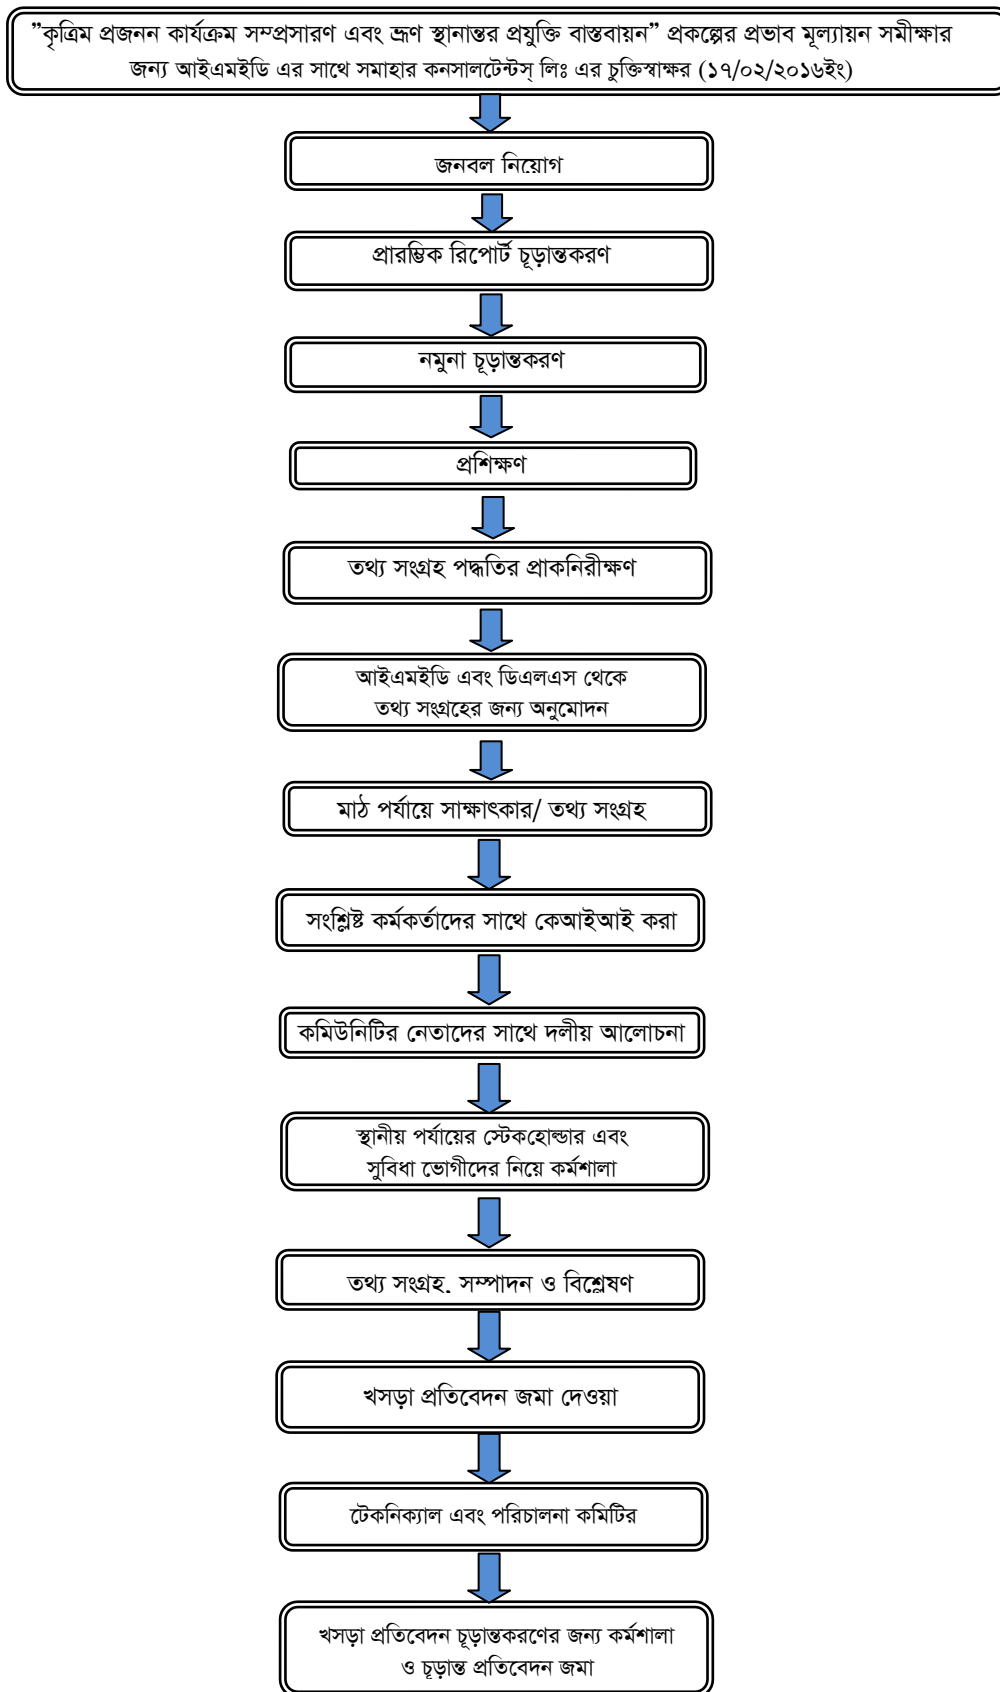 ”কৃত্রিম প্রজনন কার্যক্রম সম্প্রসারণ এবং ভ্রূণ স্থানান্তর প্রযুক্তি বাস্তবায়ন” প্রকল্পের প্রভাব মূল্যায়ন সমীক্ষার
জন্য আইএমইডি এর সাথে সমাহার কনসালটেন্টস্ লিঃ এর চুক্তিস্বাক্ষর (১৭/০২/২০১৬ইং)
জনবল নিয়োগ
প্রারম্ভিক রিপোর্ট চূড়ান্তকরণ
নমুনা চূড়ান্তকরণ
প্রশিক্ষণ
তথ্য সংগ্রহ পদ্ধতির প্রাকনিরীক্ষণ
আইএমইডি এবং ডিএলএস থেকে
তথ্য সংগ্রহের জন্য অনুমোদন
মাঠ পর্যায়ে সাক্ষাৎকার/ তথ্য সংগ্রহ
সংশ্লিষ্ট কর্মকর্তাদের সাথে কেআইআই করা
কমিউনিটির নেতাদের সাথে দলীয় আলোচনা
স্থানীয় পর্যায়ের স্টেকহোল্ডার এবং
সুবিধা ভোগীদের নিয়ে কর্মশালা
তথ্য সংগ্রহ, সম্পাদন ও বিশ্লেষণ
খসড়া প্রতিবেদন জমা দেওয়া
টেকনিক্যাল এবং পরিচালনা কমিটির
খসড়া প্রতিবেদন চূড়ান্তকরণের জন্য কর্মশালা
ও চূড়ান্ত প্রতিবেদন জমা